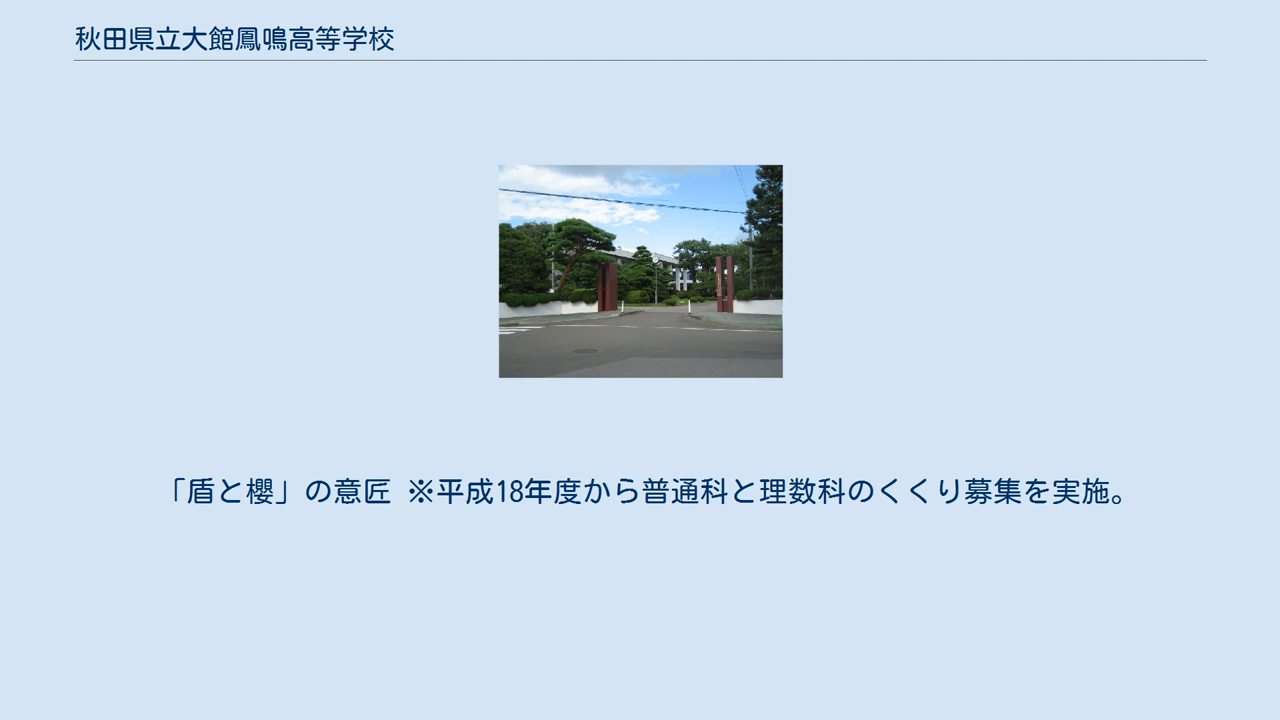 秋田県立大館鳳鳴高等学校
「盾と櫻」の意匠 ※平成18年度から普通科と理数科のくくり募集を実施。